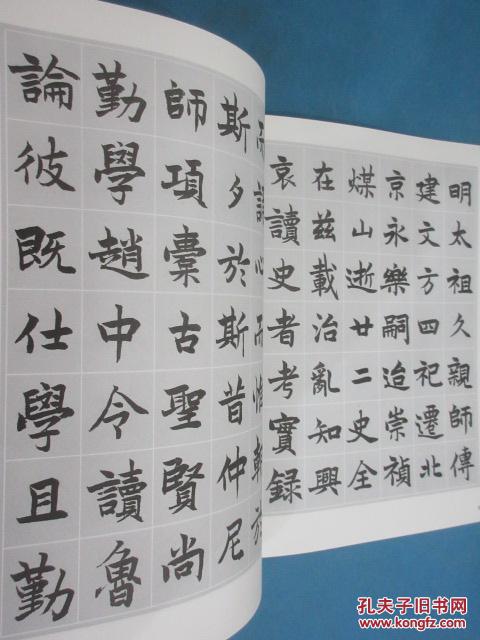 明太祖久親師傳
建文方四祀遷北
京永樂嗣迨崇禎
煤山逝廿二史全
在茲載治亂知興
哀讀史者考實錄
心而
斯夕於斯昔仲尼
師項橐古聖賢尚
勤學趙中令讀魯
論彼既仕學且勤
孔夫子旧书网
www.kongfz.com